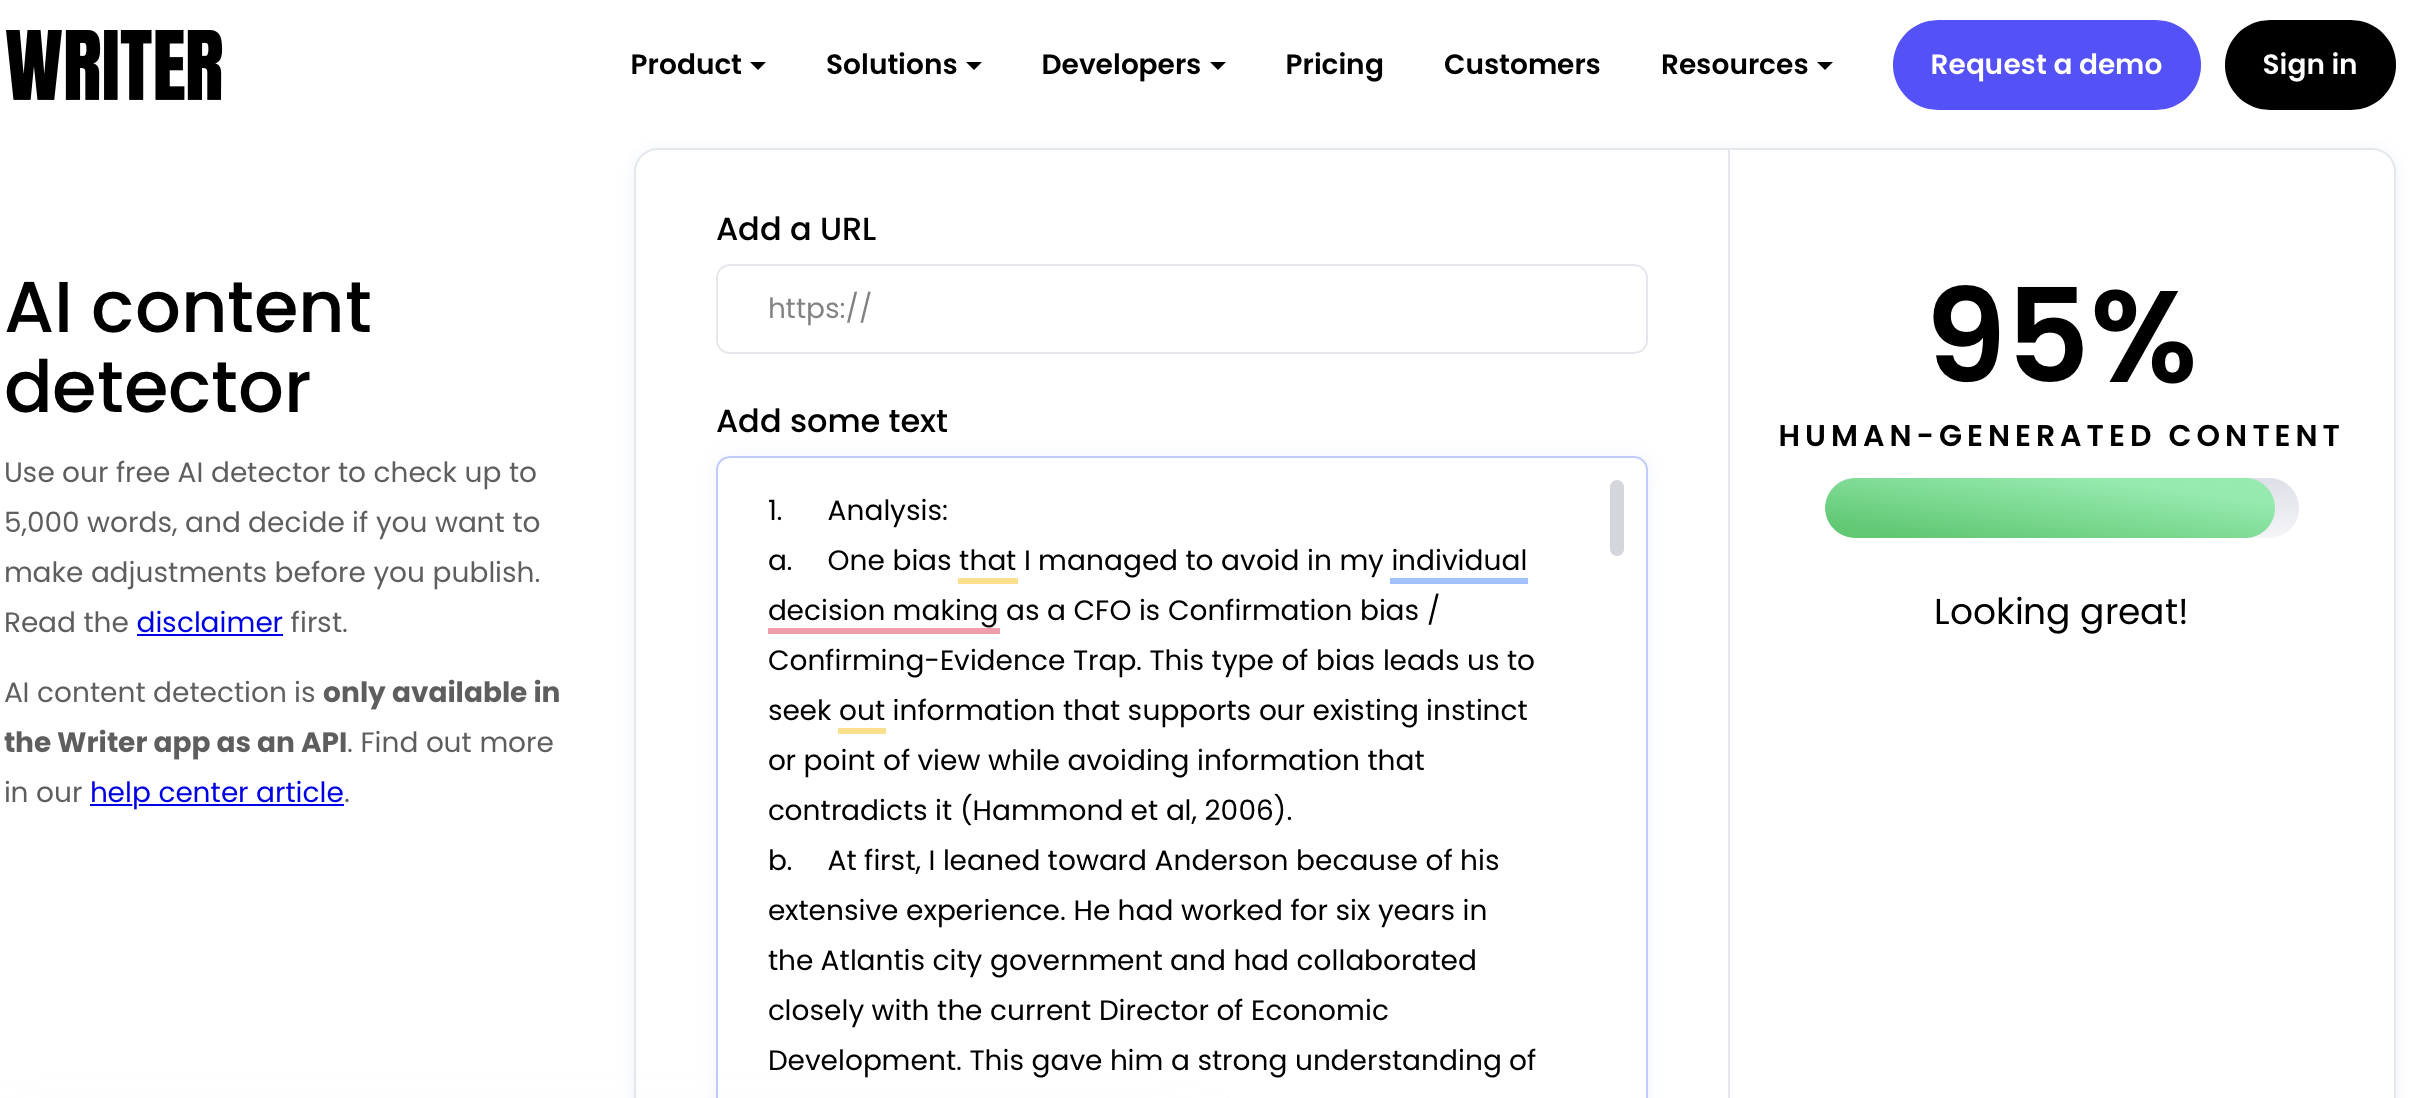 WRITER
Product
Solutions
Developers
Pricing
Customers
Resources
Request a demo
Sign in
AI content
detector
Use our free AI detector to check up to
5,000 words, and decide if you want to
make adjustments before you publish.
Read the disclaimer first.
AI content detection is only available in
the Writer app as an API. Find out more
in our help center article.
Add a URL
https://
Add some text
1. Analysis:
a. One bias that I managed to avoid in my individual
decision making as a CFO is Confirmation bias /
Confirming-Evidence Trap. This type of bias leads us to
seek out information that supports our existing instinct
or point of view while avoiding information that
contradicts it (Hammond et al, 2006).
b. At first, I leaned toward Anderson because of his
extensive experience. He had worked for six years in
the Atlantis city government and had collaborated
closely with the current Director of Economic
Development. This gave him a strong understanding of
95%
HUMAN-GENERATED CONTENT
Looking great!